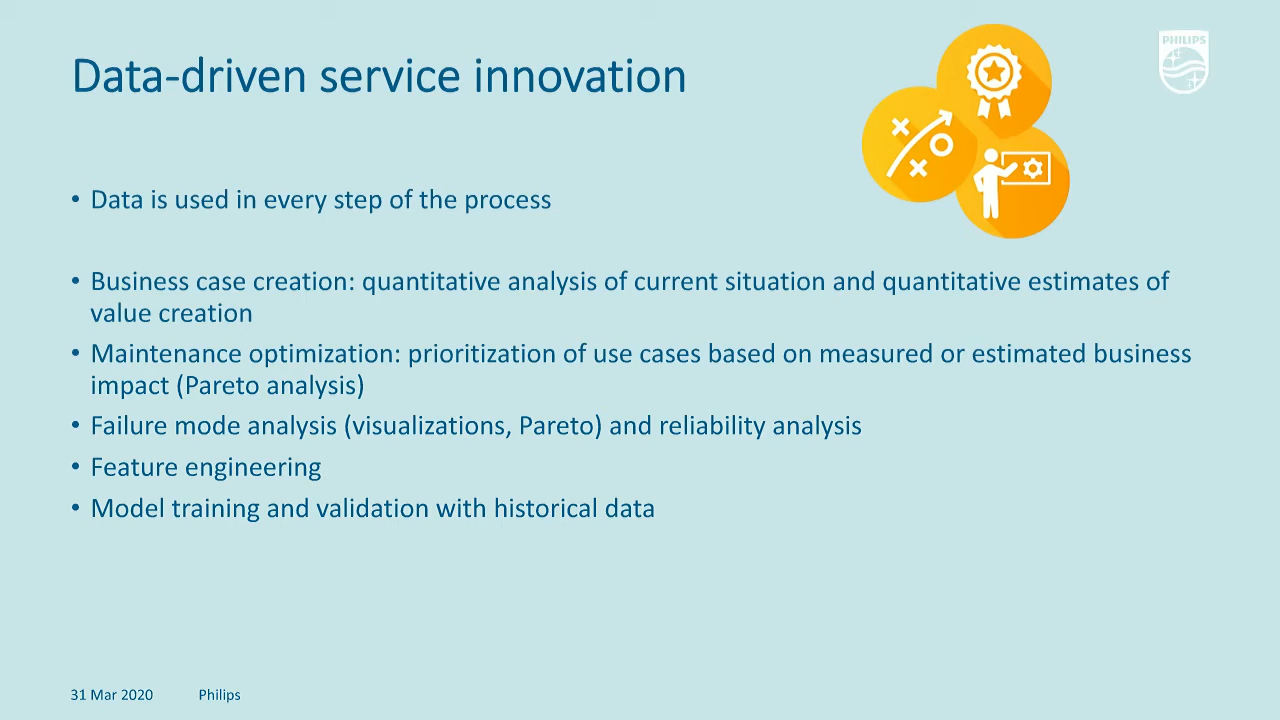 Data-driven service innovation
PHILIPS
• Data is used in every step of the process
• Business case creation: quantitative analysis of current situation and quantitative estimates of
value creation
• Maintenance optimization: prioritization of use cases based on measured or estimated business
impact (Pareto analysis)
• Failure mode analysis (visualizations, Pareto) and reliability analysis
• Feature engineering
• Model training and validation with historical data
31 Mar 2020 Philips